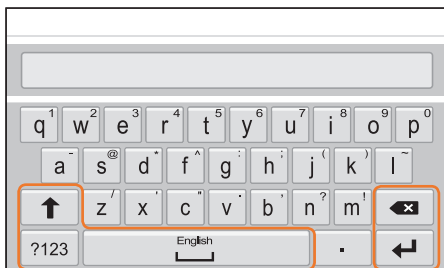 q 1 w 2 e 3 r 4 t 5 y 6 u 7 i 8 o 9 p 0
a - s @ d * f ^ g : h ; j ( k ) l ~
z / x ' c " v . b , n ? m !
?123 English .